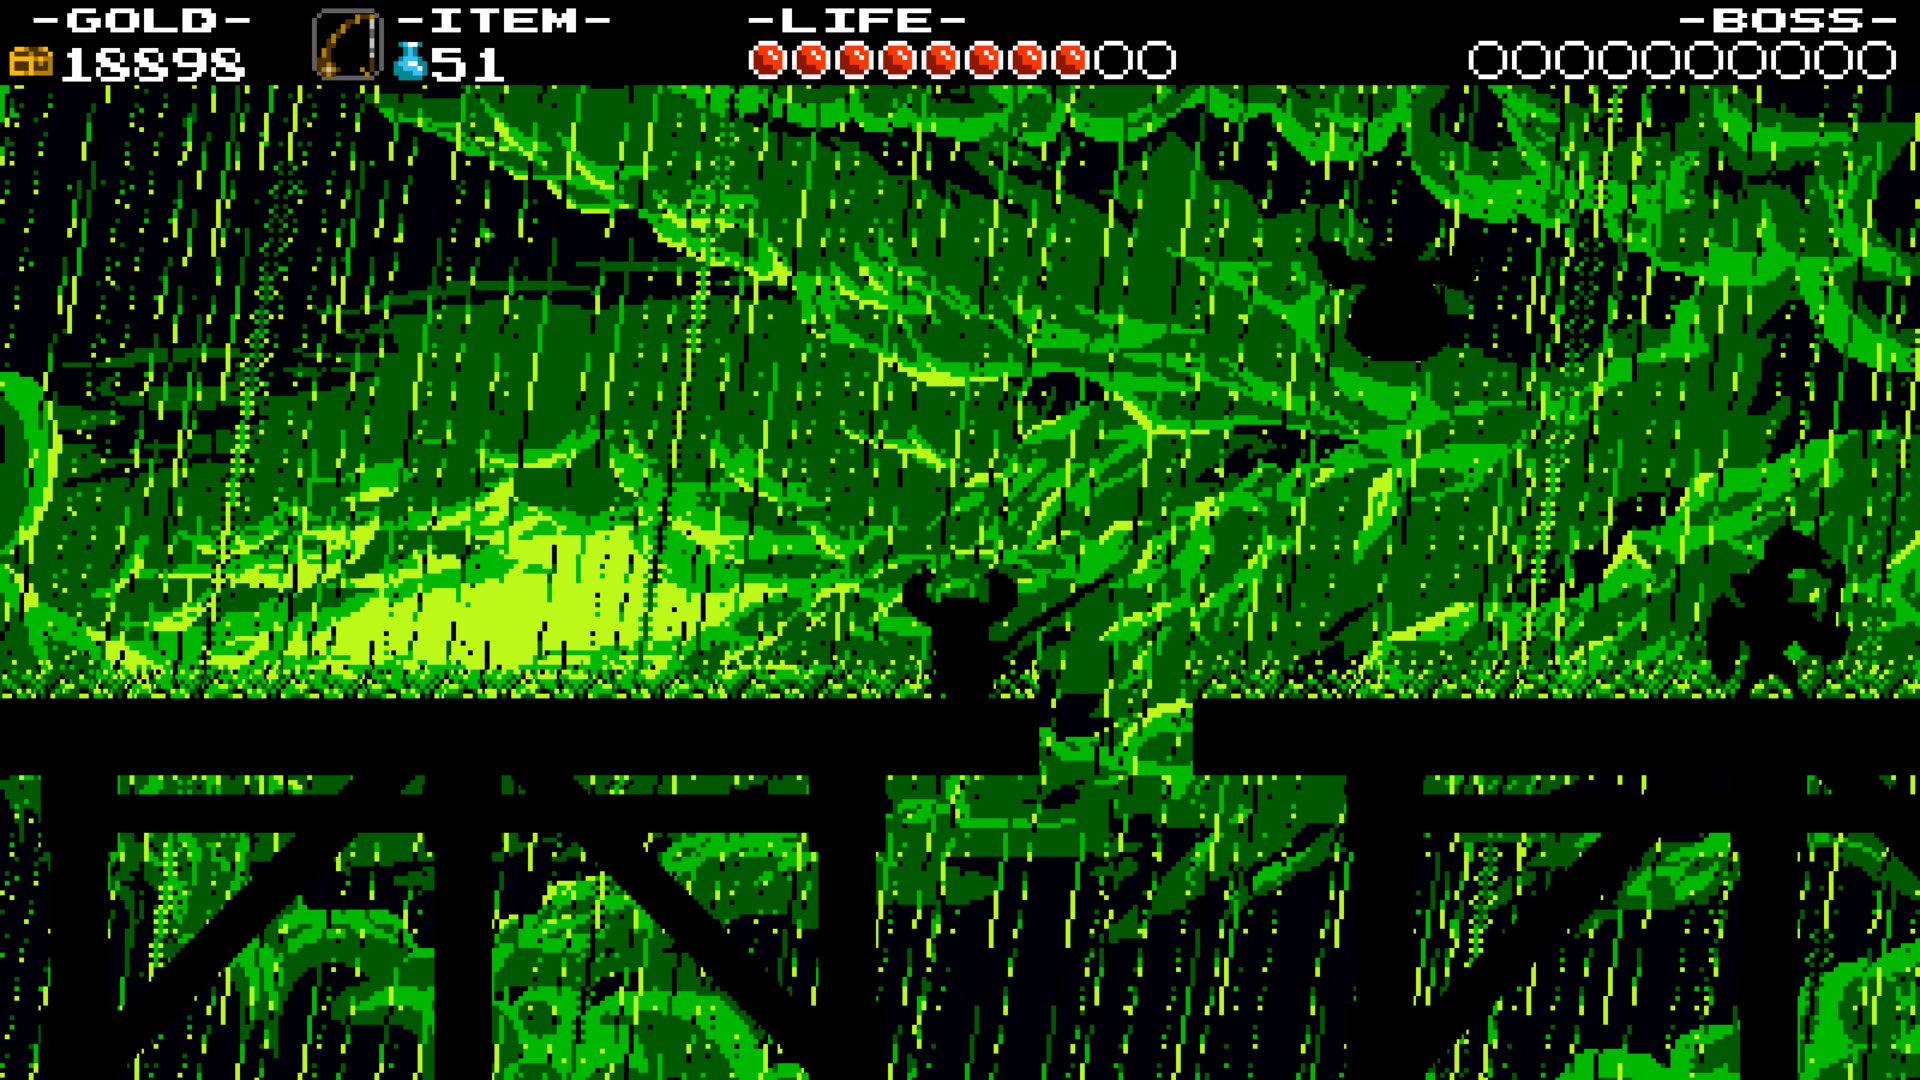 -GOLD- -ITEM- -LIFE- -BOSS-
18898 51